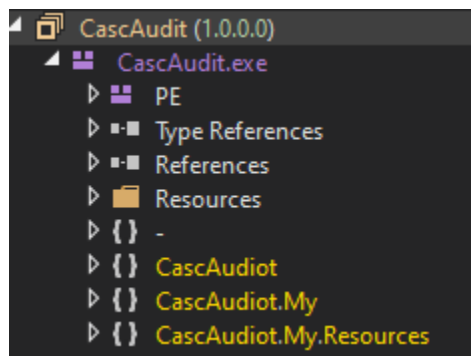 CascAudit (1.0.0.0)
CascAudit.exe
PE
Type References
References
Resources
{ } -
{ } CascAudiot
{ } CascAudiot.My
{ } CascAudiot.My.Resources